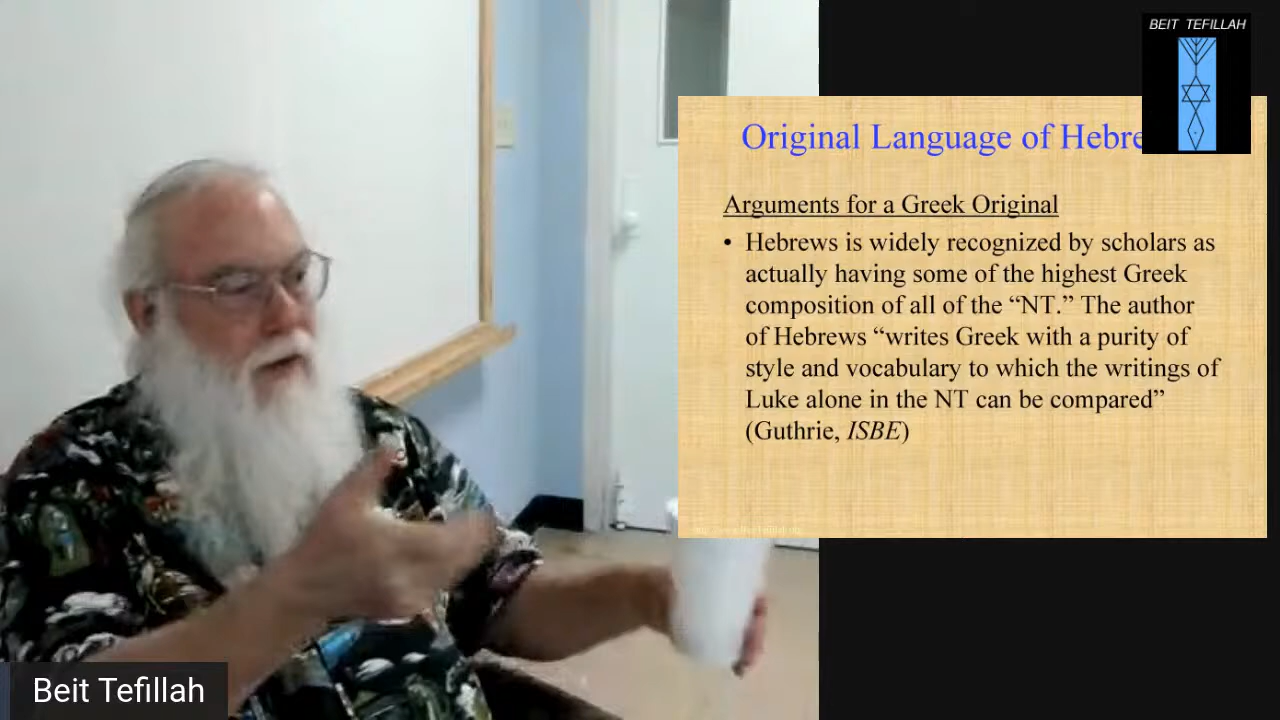 BEIT TEFILLAH
Original Language of Hebre
Arguments for a Greek Original
• Hebrews is widely recognized by scholars as
actually having some of the highest Greek
composition of all of the “NT.” The author
of Hebrews “writes Greek with a purity of
style and vocabulary to which the writings of
Luke alone in the NT can be compared”
(Guthrie, ISBE)
Beit Tefillah